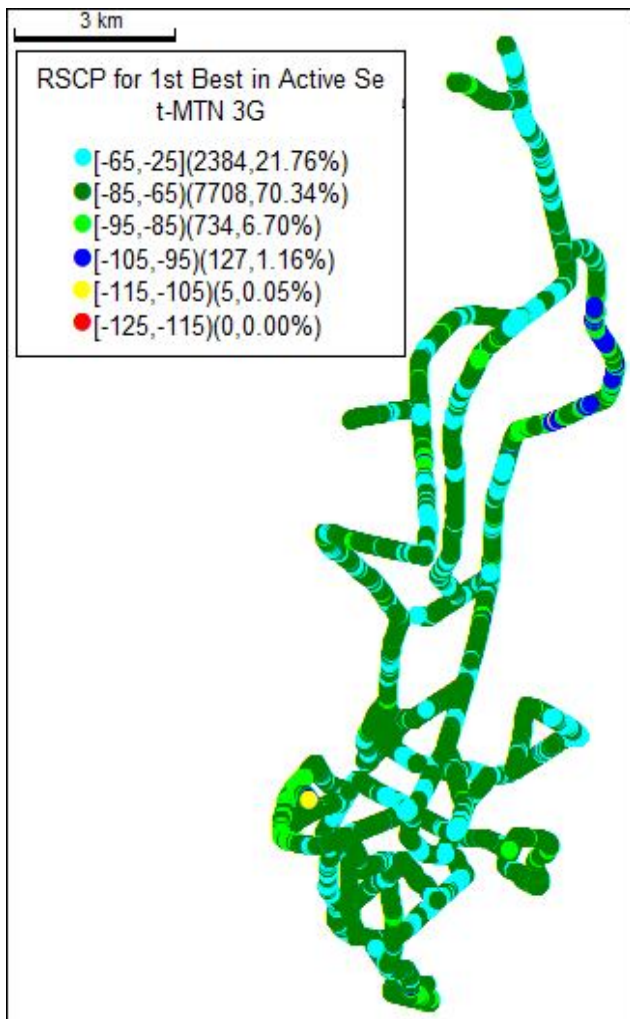 3 km
RSCP for 1st Best in Active Se
t-MTN 3G
[-65,-25](2384,21.76%)
[-85,-65)(7708,70.34%)
[-95,-85)(734,6.70%)
[-105,-95)(127,1.16%)
[-115,-105)(5,0.05%)
[-125,-115)(0,0.00%)